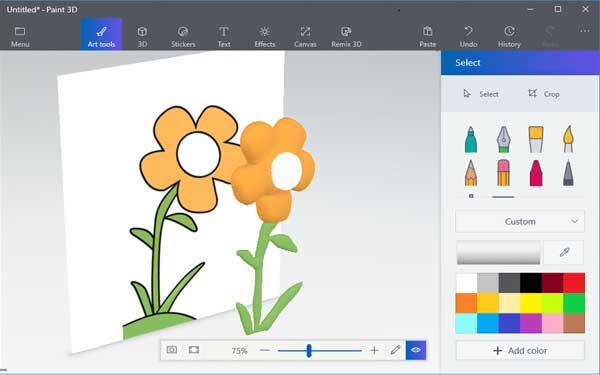 Untitled* - Paint 3D
Menu
Art tools
3D
Stickers
Text
Effects
Canvas
Remix 3D
Paste
Undo
History
Redo
Select
Select
Crop
Custom
Add color
75%